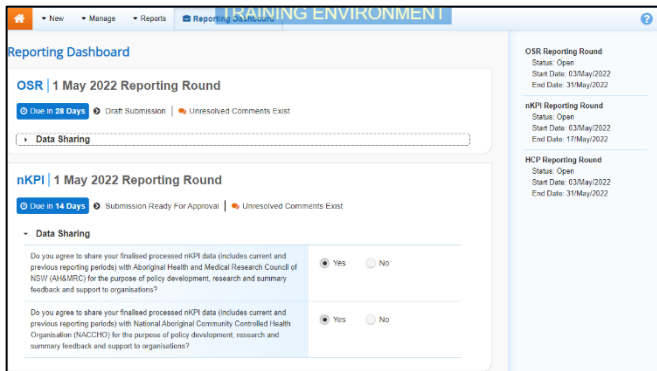 New Manage Reports Reporting Dashboard
TRAINING ENVIRONMENT
?
Reporting Dashboard
OSR | 1 May 2022 Reporting Round
Due in 28 Days Draft Submission | Unresolved Comments Exist
Data Sharing
nKPI | 1 May 2022 Reporting Round
Due in 14 Days Submission Ready For Approval | Unresolved Comments Exist
Data Sharing
Do you agree to share your finalised processed nKPI data (includes current and
previous reporting periods) with Aboriginal Health and Medical Research Council of
NSW (AH&MRC) for the purpose of policy development, research and summary
feedback and support to organisations?
Yes No
Do you agree to share your finalised processed nKPI data (includes current and
previous reporting periods) with National Aboriginal Community Controlled Health
Organisation (NACCHO) for the purpose of policy development, research and
summary feedback and support to organisations?
Yes No
OSR Reporting Round
Status: Open
Start Date: 03/May/2022
End Date: 31/May/2022
nKPI Reporting Round
Status: Open
Start Date: 03/May/2022
End Date: 17/May/2022
HCP Reporting Round
Status: Open
Start Date: 03/May/2022
End Date: 31/May/2022